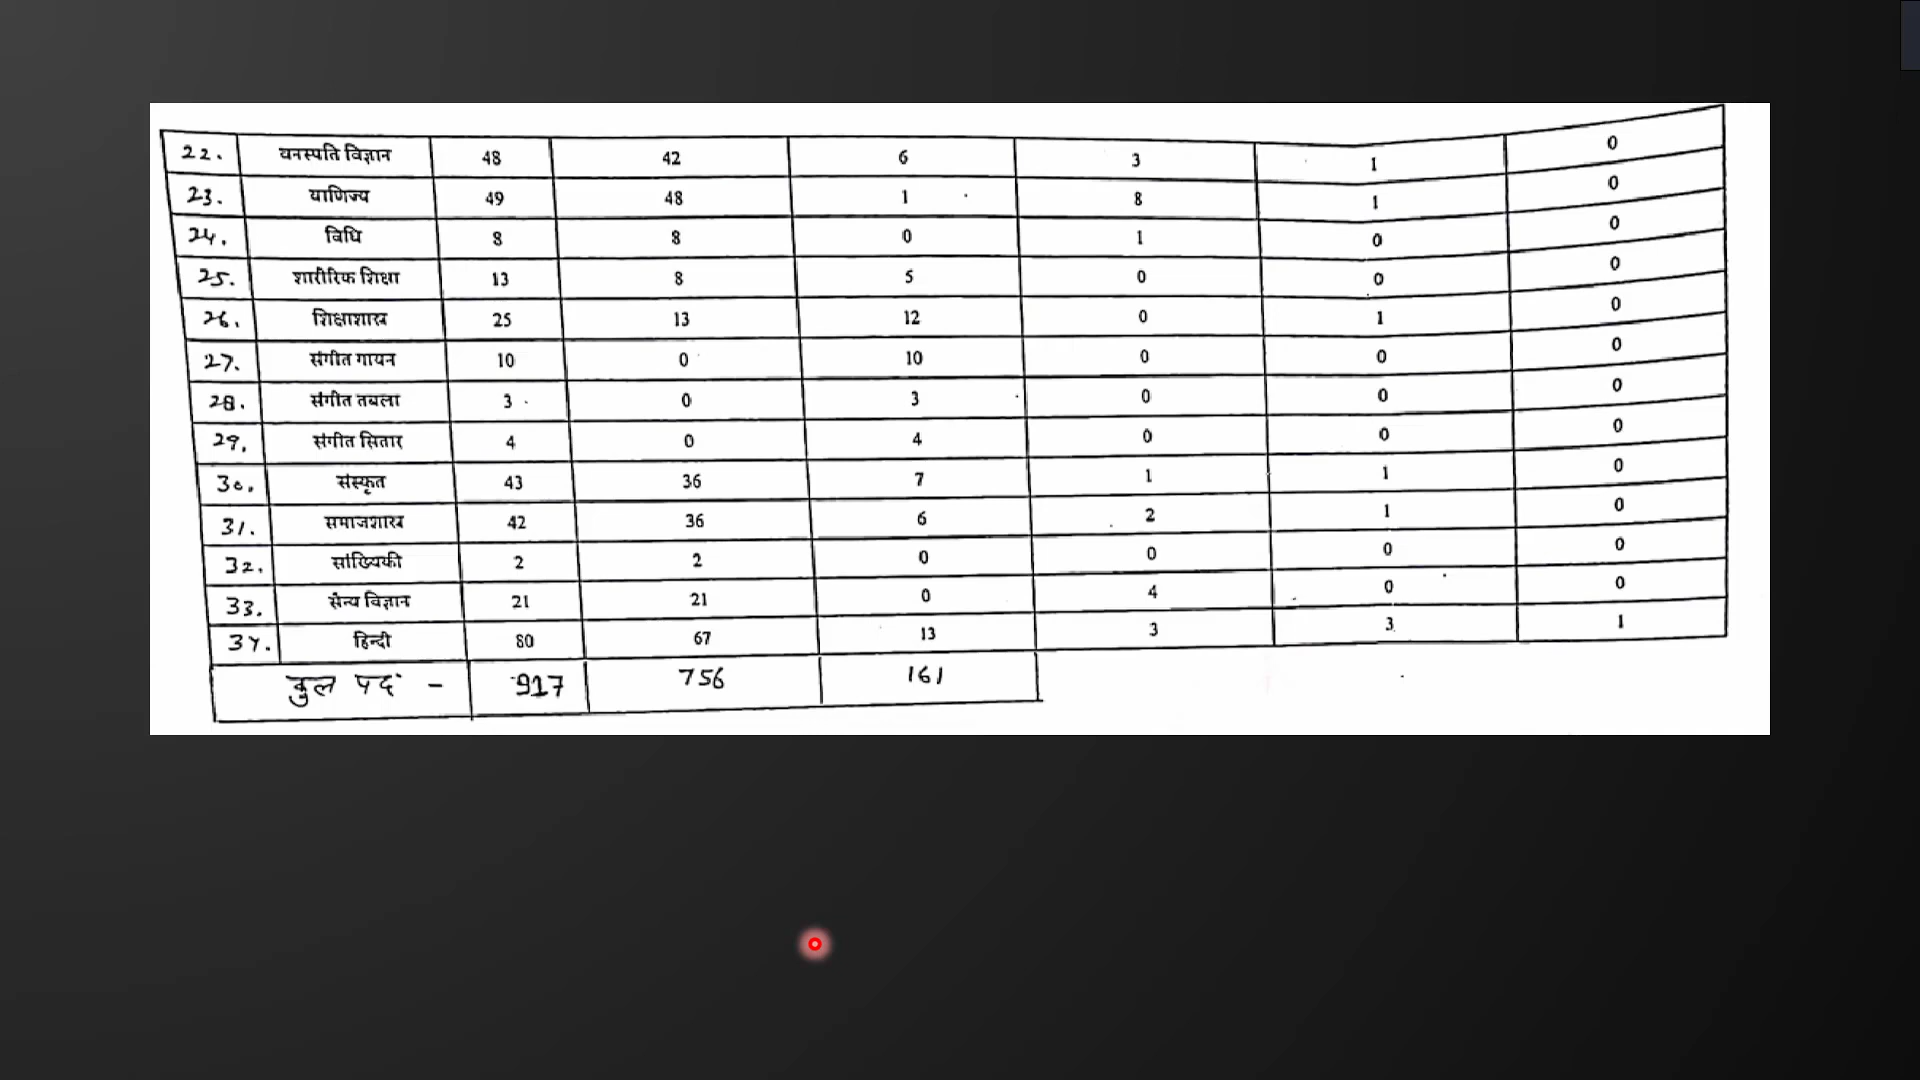 22. वनस्पति विज्ञान 48 42 6 3 1 0
23. वाणिज्य 49 48 1 8 1 0
24. विधि 8 8 0 1 0 0
25. शारीरिक शिक्षा 13 8 5 0 0 0
26. शिक्षाशास्त्र 25 13 12 0 1 0
27. संगीत गायन 10 0 10 0 0 0
28. संगीत तबला 3 0 3 0 0 0
29. संगीत सितार 4 0 4 0 0 0
30. संस्कृत 43 36 7 1 1 0
31. समाजशास्त्र 42 36 6 2 1 0
32. सांख्यिकी 2 2 0 0 0 0
33. सैन्य विज्ञान 21 21 0 4 0 0
34. हिन्दी 80 67 13 3 3 1
कुल पद - 917 756 161